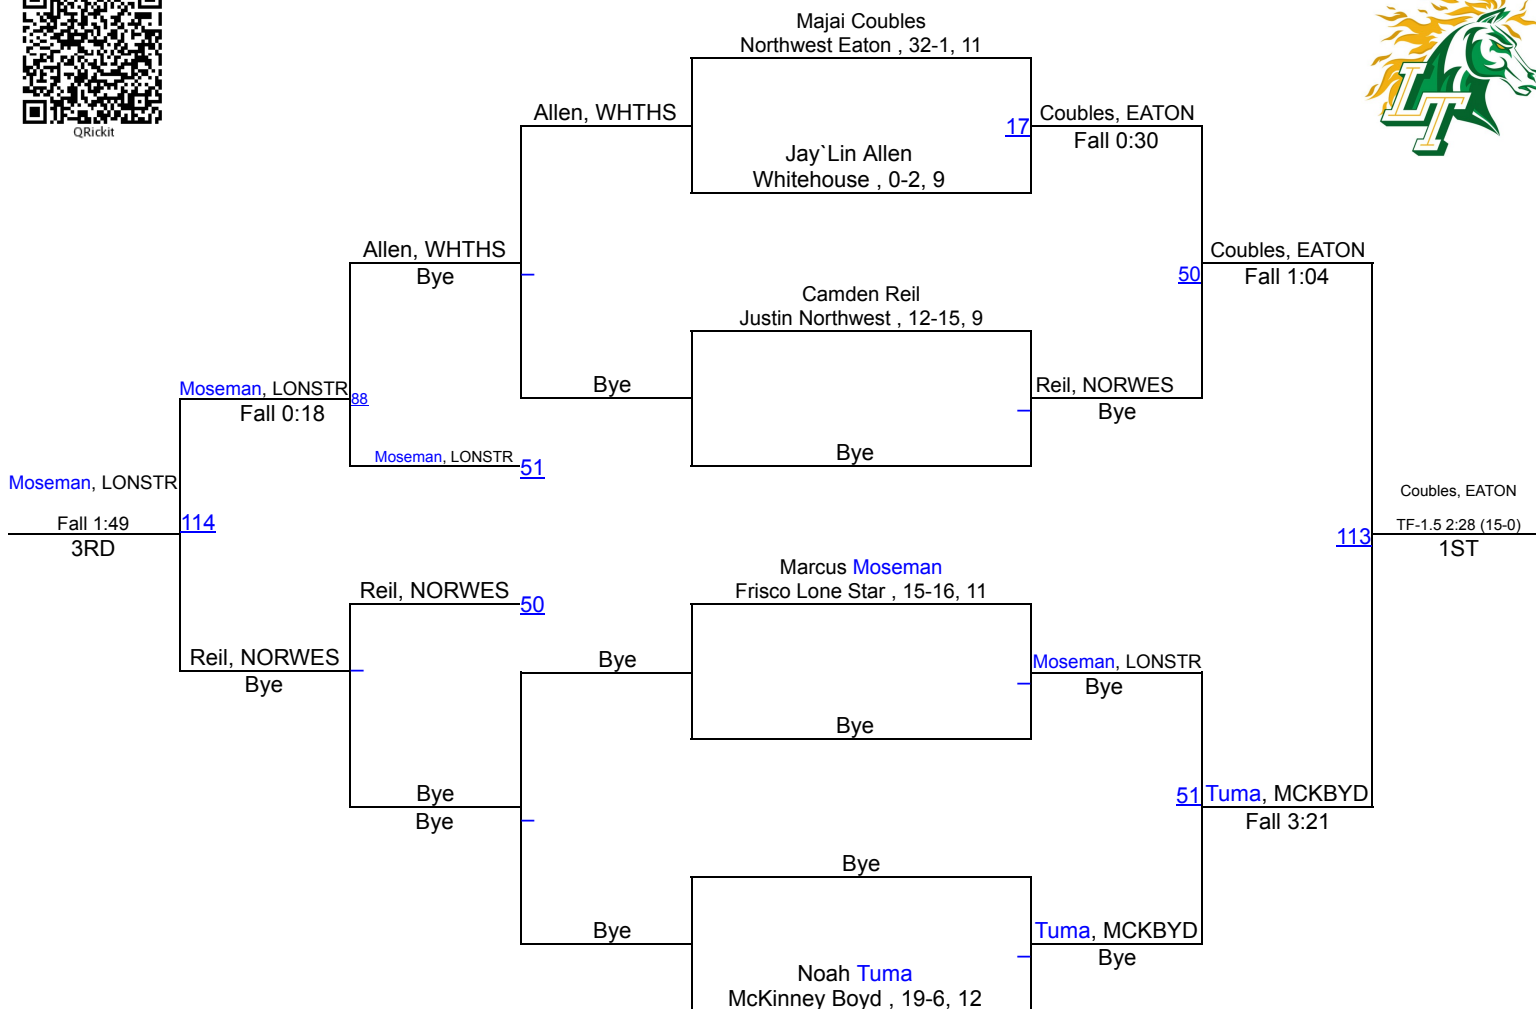 QRickit
Majai Coubles
Northwest Eaton , 32-1, 11
LT
Allen, WHTHS
17
Coubles, EATON
Fall 0:30
Jay`Lin Allen
Whitehouse , 0-2, 9
Allen, WHTHS
Bye
Coubles, EATON
50
Fall 1:04
Camden Reil
Justin Northwest , 12-15, 9
Moseman, LONSTR
88
Fall 0:18
Bye
Reil, NORWES
Bye
Moseman, LONSTR
51
Bye
Moseman, LONSTR
Fall 1:49
3RD
114
Coubles, EATON
TF-1.5 2:28 (15-0)
1ST
113
Marcus Moseman
Frisco Lone Star , 15-16, 11
Reil, NORWES
50
Reil, NORWES
Bye
Bye
Moseman, LONSTR
Bye
Bye
Bye
Bye
51
Tuma, MCKBYD
Fall 3:21
Bye
Bye
Tuma, MCKBYD
Bye
Noah Tuma
McKinney Boyd , 19-6, 12